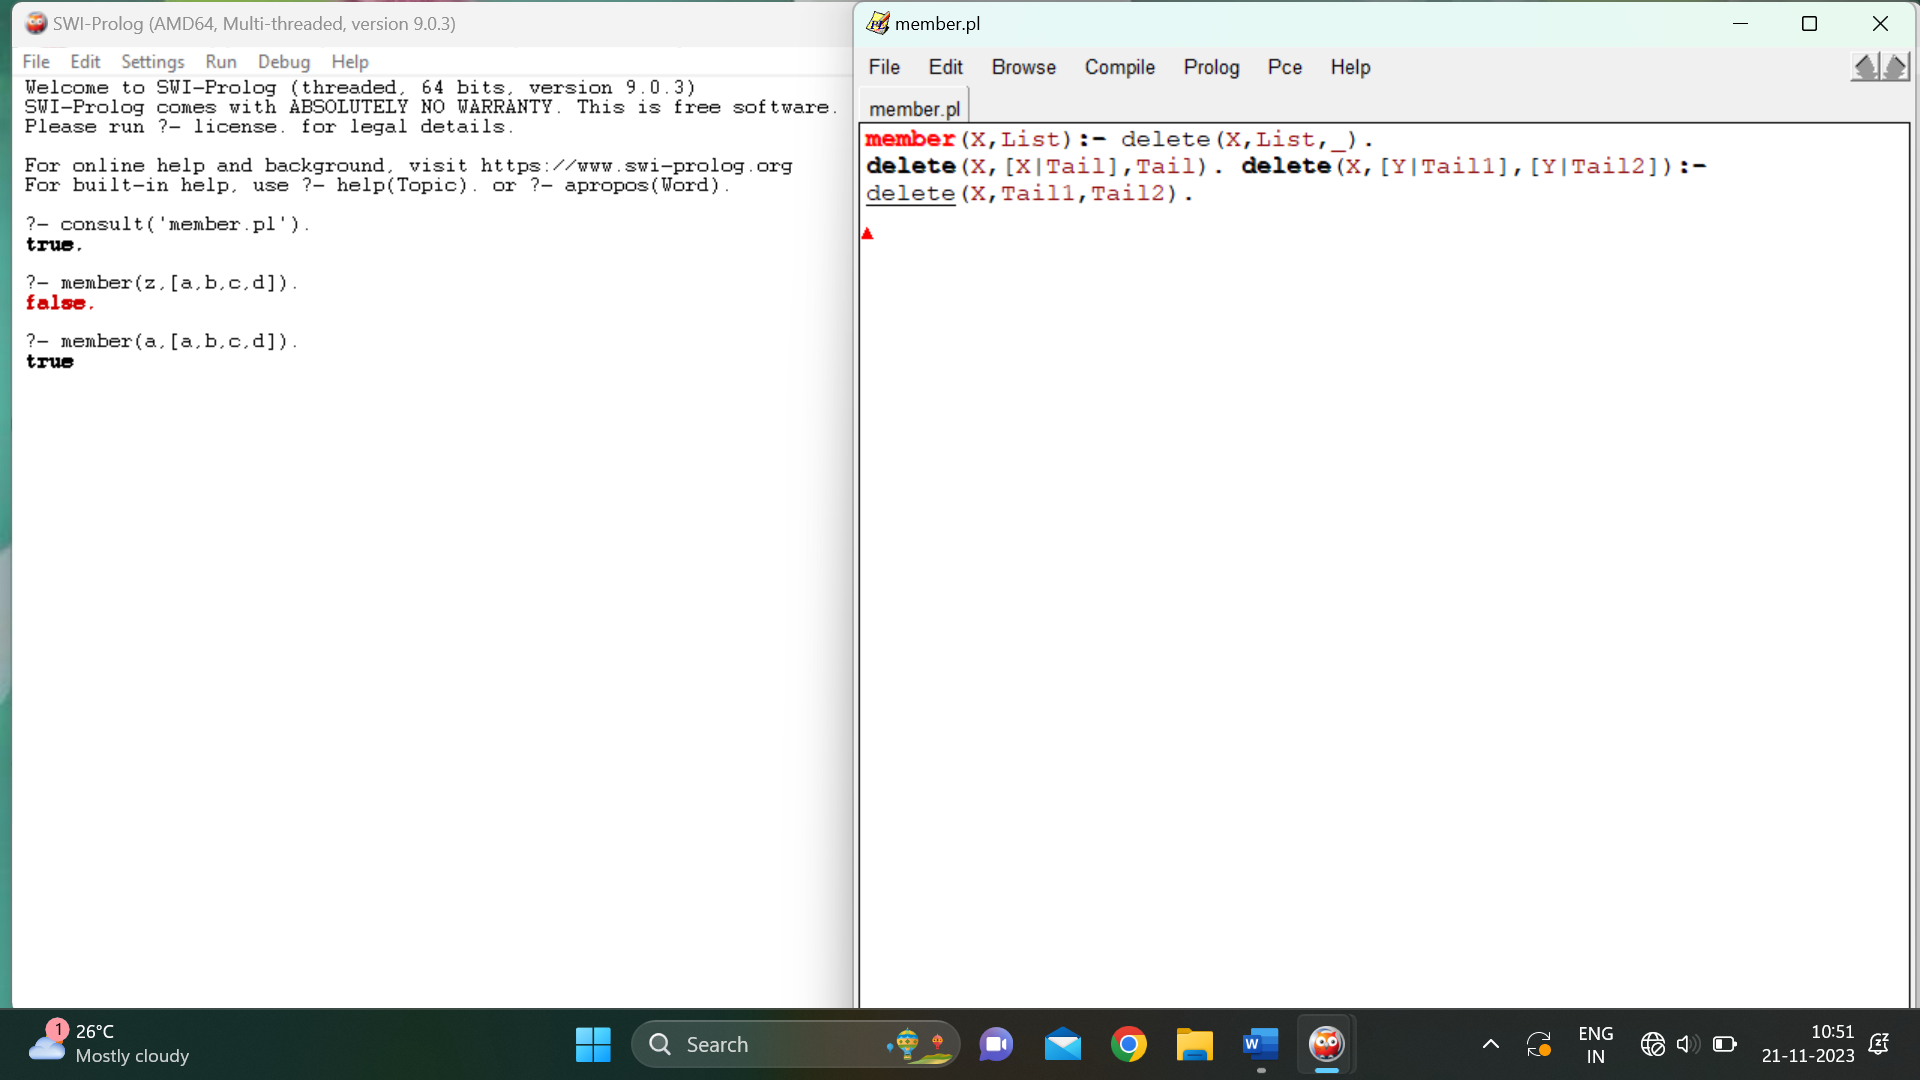 SWI-Prolog (AMD64, Multi-threaded, version 9.0.3)
File Edit Settings Run Debug Help
Welcome to SWI-Prolog (threaded, 64 bits, version 9.0.3)
SWI-Prolog comes with ABSOLUTELY NO WARRANTY. This is free software.
Please run ?- license. for legal details.
For online help and background, visit https://www.swi-prolog.org
For built-in help, use ?- help(Topic). or ?- apropos(Word).
?- consult('member.pl').
true.
?- member(z,[a,b,c,d]).
false.
?- member(a,[a,b,c,d]).
true
member.pl
File Edit Browse Compile Prolog Pce Help
member.pl
member(X,List):- delete(X,List,_).
delete(X,[X|Tail],Tail). delete(X,[Y|Tail1],[Y|Tail2]):-
delete(X,Tail1,Tail2).
1
26°C
Mostly cloudy
Search
W
ENG
IN
10:51
21-11-2023